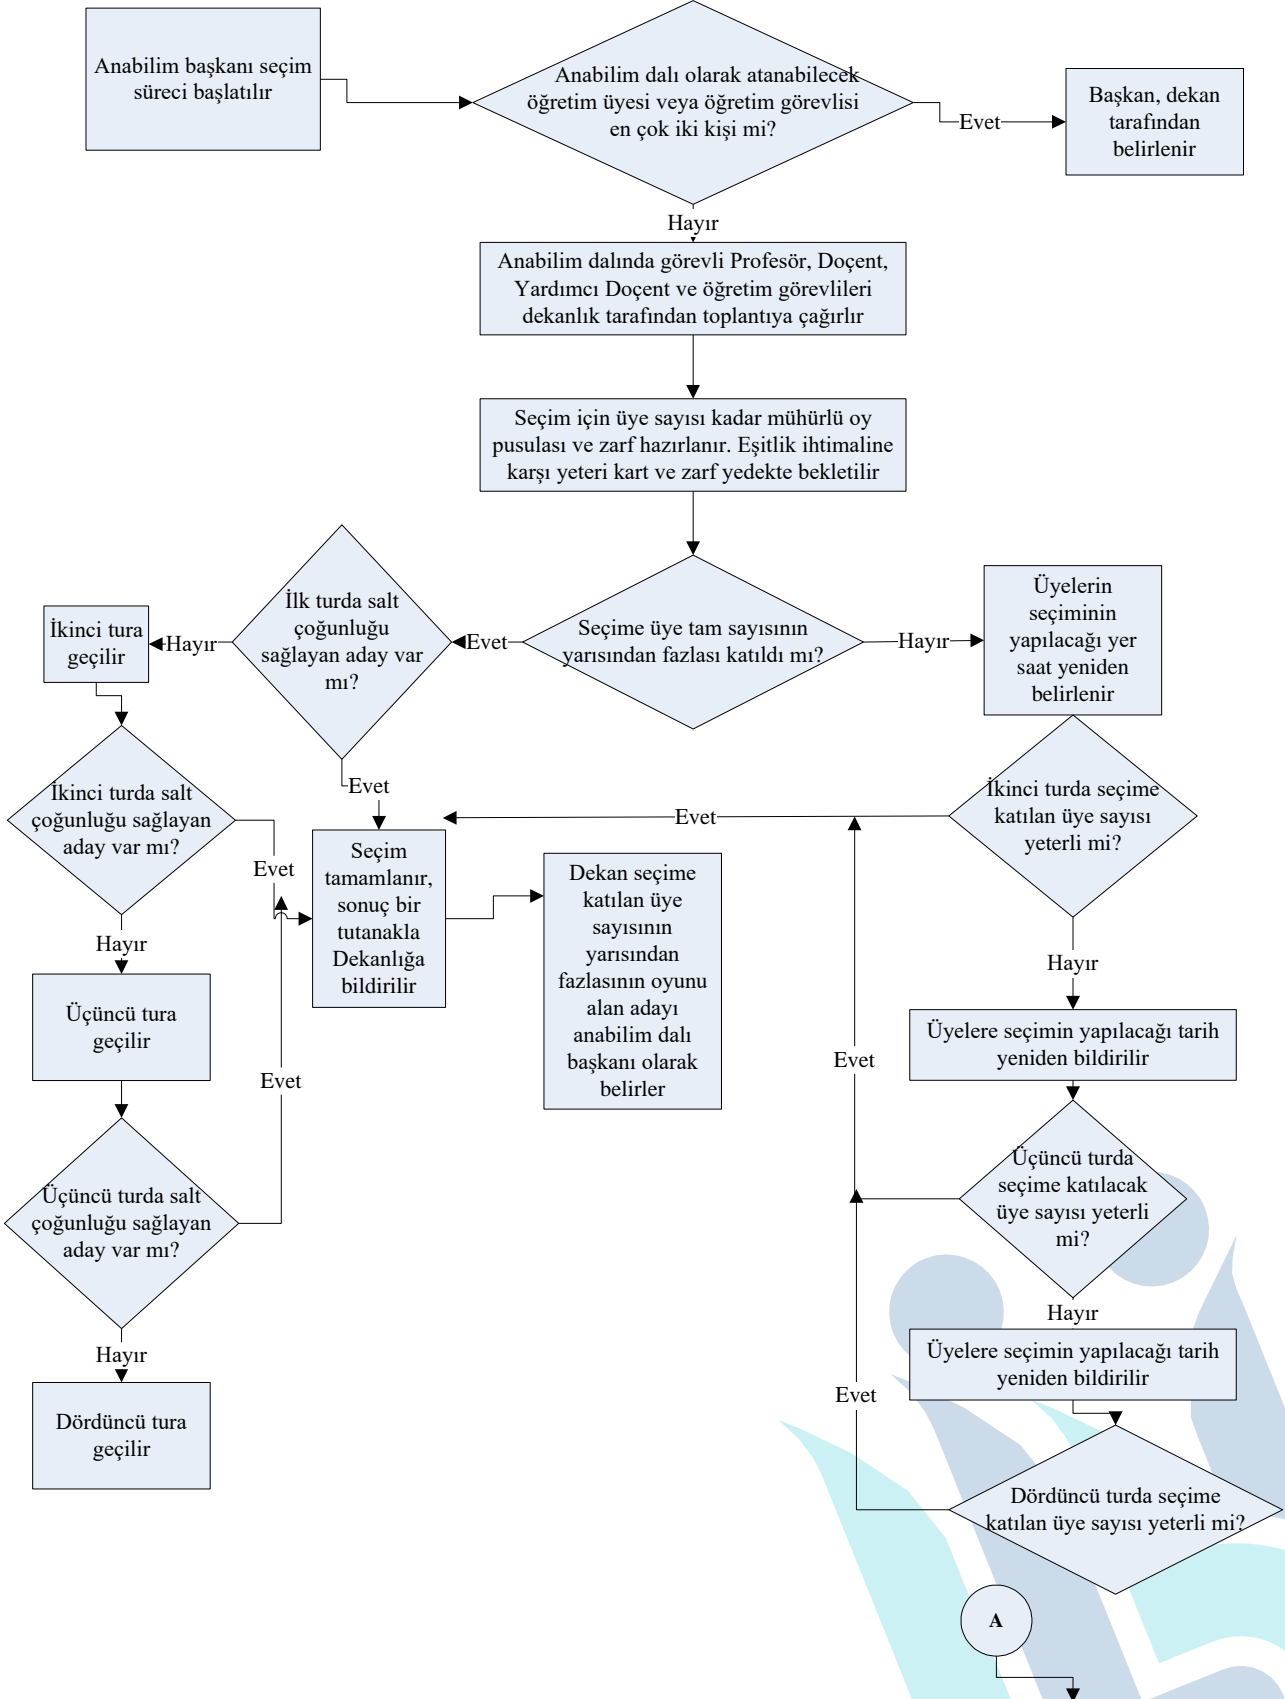 Anabilim başkanı seçim
süreci başlatılır
Anabilim dalı olarak atanabilecek
öğretim üyesi veya öğretim görevlisi
en çok iki kişi mi?
Evet
Başkan, dekan
tarafından
belirlenir
Hayır
Anabilim dalında görevli Profesör, Doçent,
Yardımcı Doçent ve öğretim görevlileri
dekanlık tarafından toplantıya çağırlır
Seçim için üye sayısı kadar mühürlü oy
pusulası ve zarf hazırlanır. Eşitlik ihtimaline
karşı yeteri kart ve zarf yedekte bekletilir
Seçime üye tam sayısının
yarısından fazlası katıldı mı?
Evet
Hayır
İlk turda salt
çoğunluğu
sağlayan aday var
mı?
Hayır
İkinci tura
geçilir
Üyelerin
seçiminin
yapılacağı yer
saat yeniden
belirlenir
Evet
İkinci turda salt
çoğunluğu sağlayan
aday var mı?
Evet
Hayır
Seçim
tamamlanır,
sonuç bir
tutanakla
Dekanlığa
bildirilir
Dekan seçime
katılan üye
sayısının
yarısından
fazlasının oyunu
alan adayı
anabilim dalı
başkanı olarak
belirler
Evet
İkinci turda seçime
katılan üye sayısı
yeterli mi?
Hayır
Üçüncü tura
geçilir
Evet
Üyelere seçimin yapılacağı tarih
yeniden bildirilir
Evet
Üçüncü turda salt
çoğunluğu sağlayan
aday var mı?
Hayır
Üçüncü turda
seçime katılacak
üye sayısı yeterli
mi?
Hayır
Üyelere seçimin yapılacağı tarih
yeniden bildirilir
Evet
Dördüncü tura
geçilir
Dördüncü turda seçime
katılan üye sayısı yeterli mi?
A